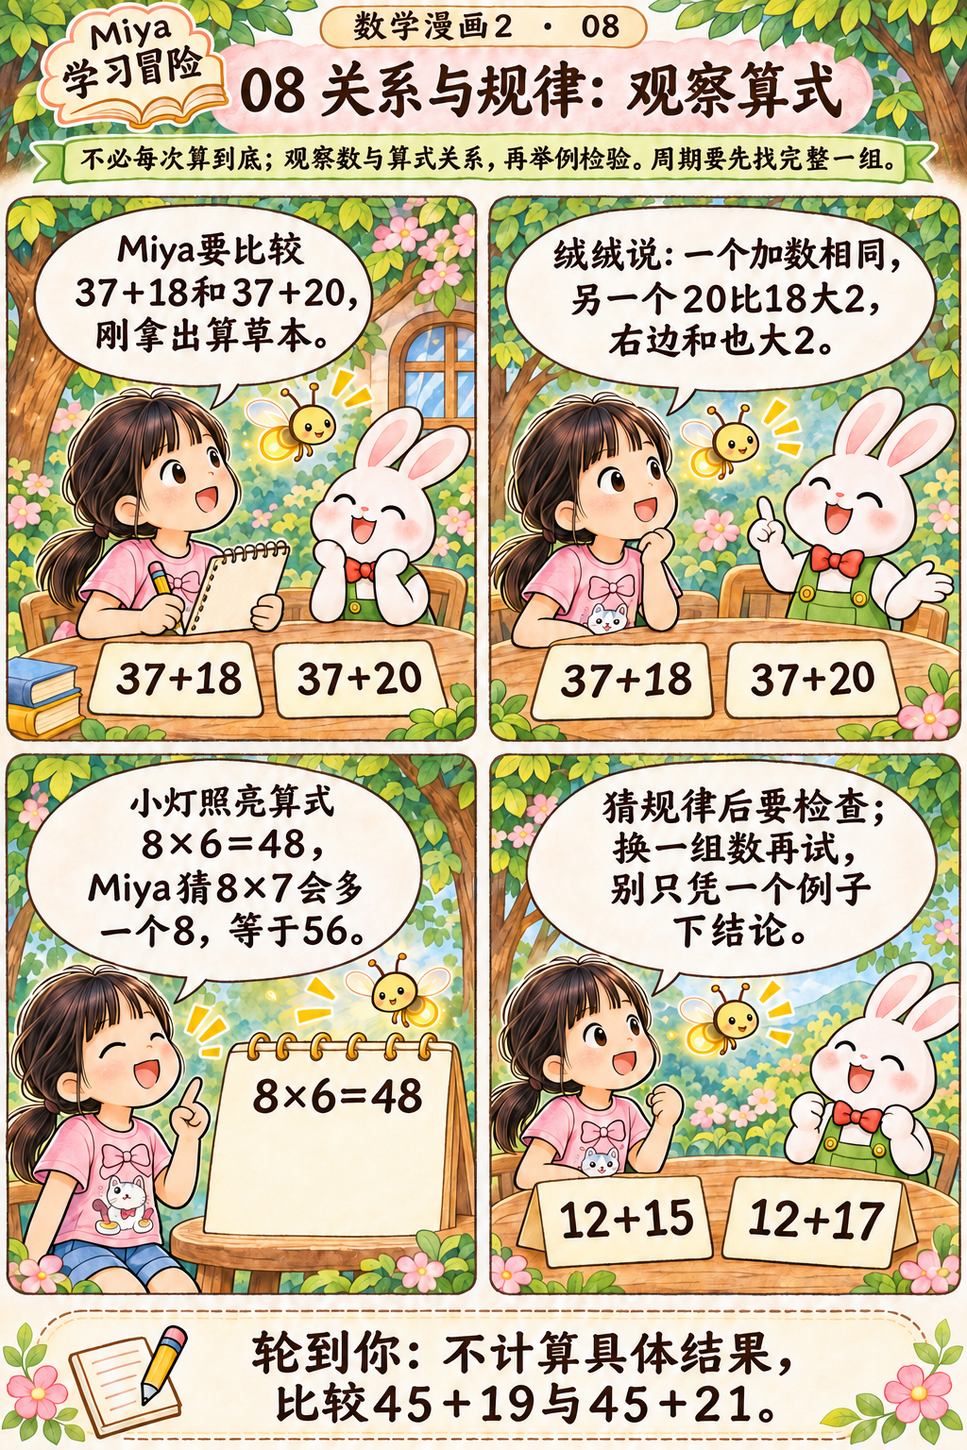 Miya
学习冒险
数学漫画2 · 08
08 关系与规律：观察算式
不必每次算到底；观察数与算式关系，再举例检验。周期要先找完整一组。
Miya要比较
37+18和37+20，
刚拿出算草本。
37+18
37+20
绒绒说：一个加数相同，
另一个20比18大2，
右边和也大2。
37+18
37+20
小灯照亮算式
8×6=48，
Miya猜8×7会多
一个8，等于56。
8×6=48
猜规律后要检查；
换一组数再试，
别只凭一个例子
下结论。
12+15
12+17
轮到你：不计算具体结果，
比较45+19与45+21。